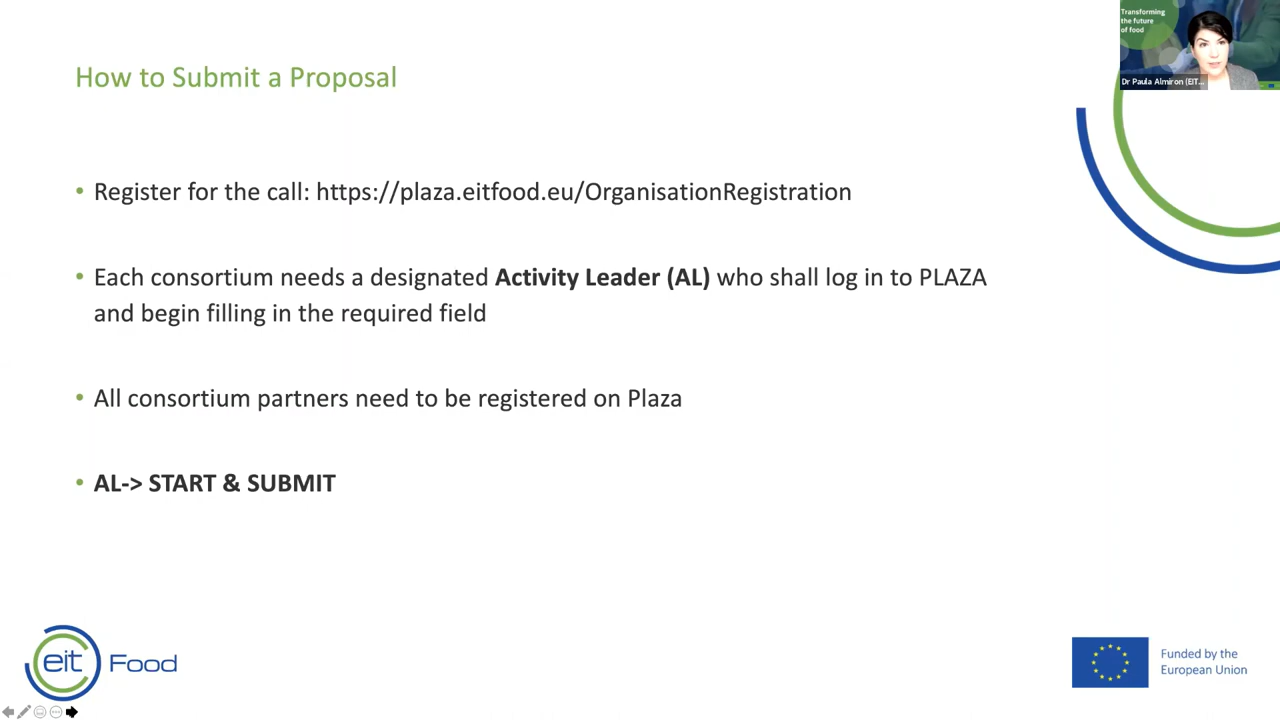 Transforming
the future
of food
Dr Paula Almiron (EIT...
How to Submit a Proposal
• Register for the call: https://plaza.eitfood.eu/OrganisationRegistration
• Each consortium needs a designated Activity Leader (AL) who shall log in to PLAZA
and begin filling in the required field
• All consortium partners need to be registered on Plaza
• AL-> START & SUBMIT
eit Food
Funded by the
European Union